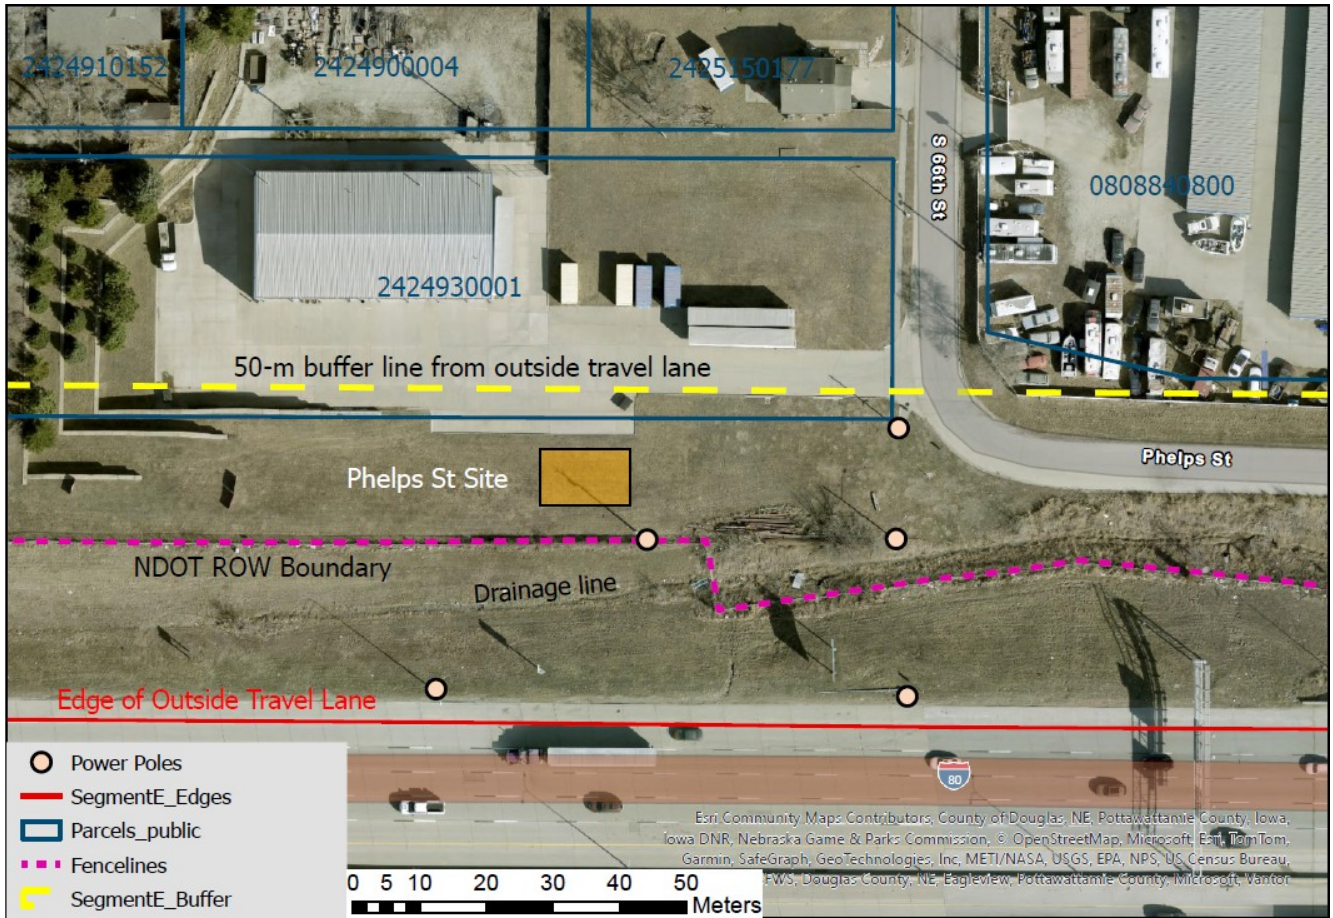 2424910152
2424900004
2425150177
S 66th St
0808840800
2424930001
50-m buffer line from outside travel lane
Phelps St
Phelps St Site
NDOT ROW Boundary
Drainage line
Edge of Outside Travel Lane
80
Power Poles
SegmentE_Edges
Parcels_public
Fencelines
SegmentE_Buffer
0 5 10 20 30 40 50
Meters
Esri Community Maps Contributors, County of Douglas, NE, Pottawattamie County, Iowa,
Iowa DNR, Nebraska Game & Parks Commission, © OpenStreetMap, Microsoft, Esri, TomTom,
Garmin, SafeGraph, GeoTechnologies, Inc, METI/NASA, USGS, EPA, NPS, US Census Bureau,
FWS, Douglas County, NE, Eagleview, Pottawattamie County, Microsoft, Vantor